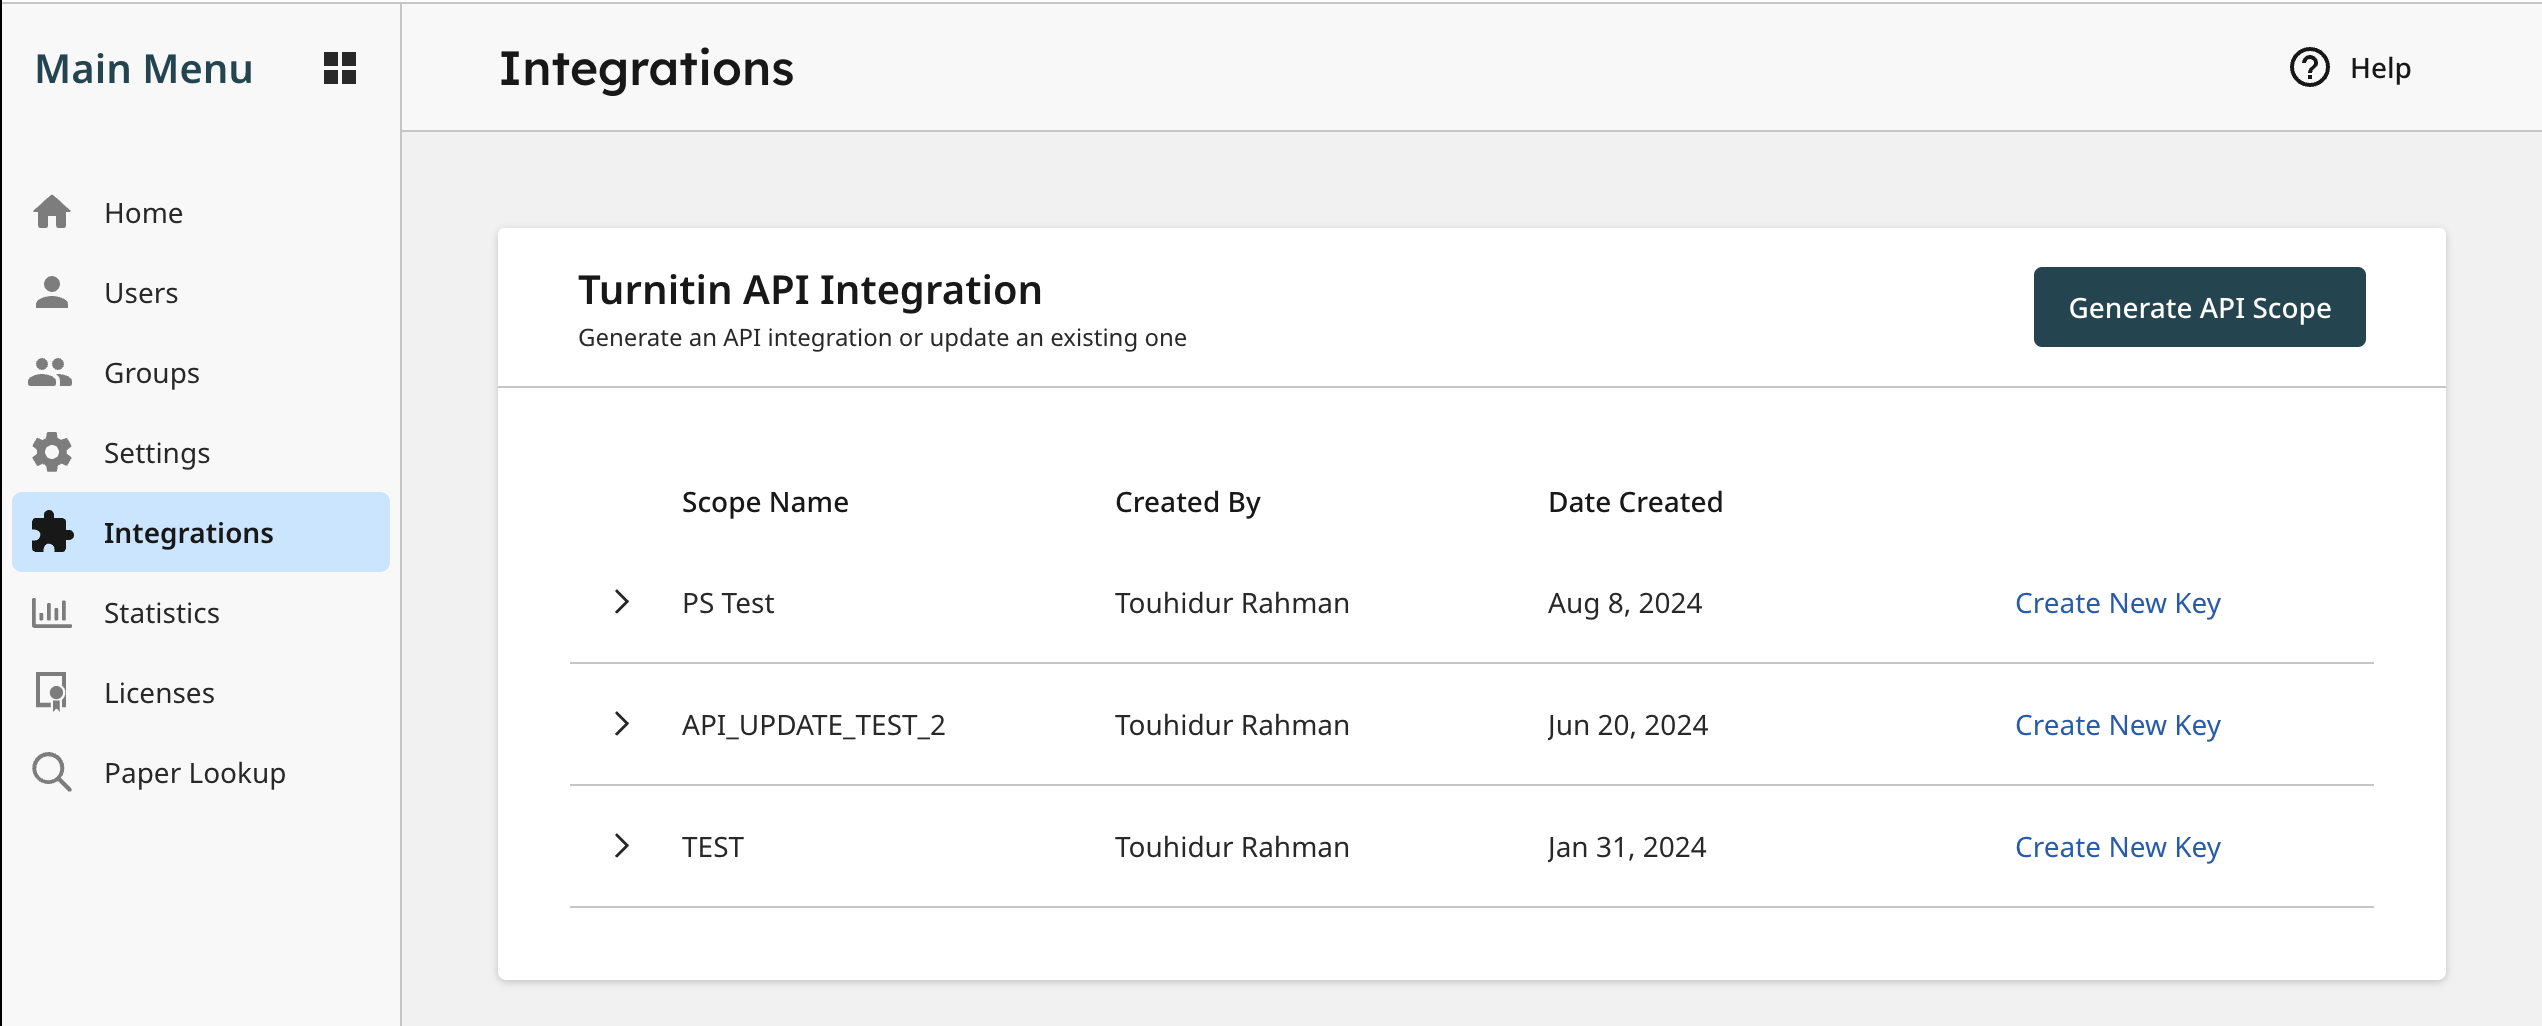 Main Menu
Home
Users
Groups
Settings
Integrations
Statistics
Licenses
Paper Lookup
Integrations
Help
Turnitin API Integration
Generate an API integration or update an existing one
Generate API Scope
Scope Name Created By Date Created
PS Test Touhidur Rahman Aug 8, 2024 Create New Key
API_UPDATE_TEST_2 Touhidur Rahman Jun 20, 2024 Create New Key
TEST Touhidur Rahman Jan 31, 2024 Create New Key